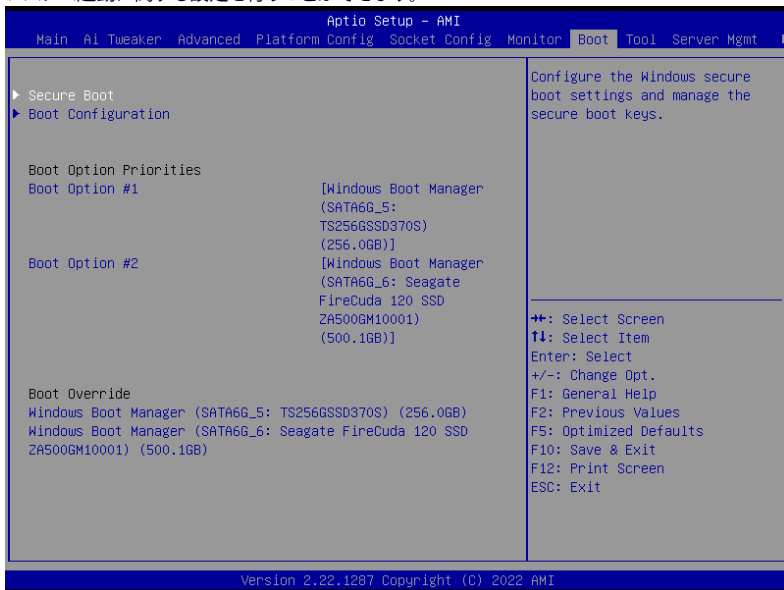 Aptio Setup – AMI
Main Ai Tweaker Advanced Platform Config Socket Config Monitor Boot Tool Server Mgmt
Secure Boot
Boot Configuration
Boot Option Priorities
Boot Option #1 [Windows Boot Manager
(SATA6G_5:
TS256GSSD370S)
(256.0GB)]
Boot Option #2 [Windows Boot Manager
(SATA6G_6: Seagate
FireCuda 120 SSD
ZA500GM10001)
(500.1GB)]
Boot Override
Windows Boot Manager (SATA6G_5: TS256GSSD370S) (256.0GB)
Windows Boot Manager (SATA6G_6: Seagate FireCuda 120 SSD
ZA500GM10001) (500.1GB)
Configure the Windows secure
boot settings and manage the
secure boot keys.
→←: Select Screen
↑↓: Select Item
Enter: Select
+/-: Change Opt.
F1: General Help
F2: Previous Values
F5: Optimized Defaults
F10: Save & Exit
F12: Print Screen
ESC: Exit
Version 2.22.1287 Copyright (C) 2022 AMI